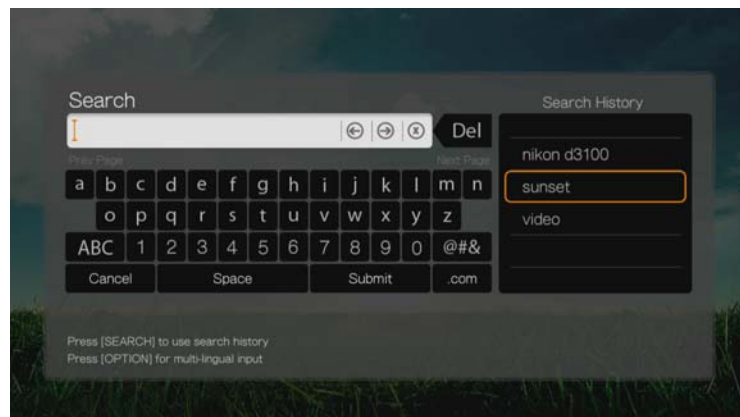 Search
Search History
Del
Prev Page
Next Page
nikon d3100
a b c d e f g h i j k l m n
sunset
o p q r s t u v w x y z
video
ABC 1 2 3 4 5 6 7 8 9 0 @#&
Cancel Space Submit .com
Press [SEARCH] to use search history
Press [OPTION] for multi-lingual input